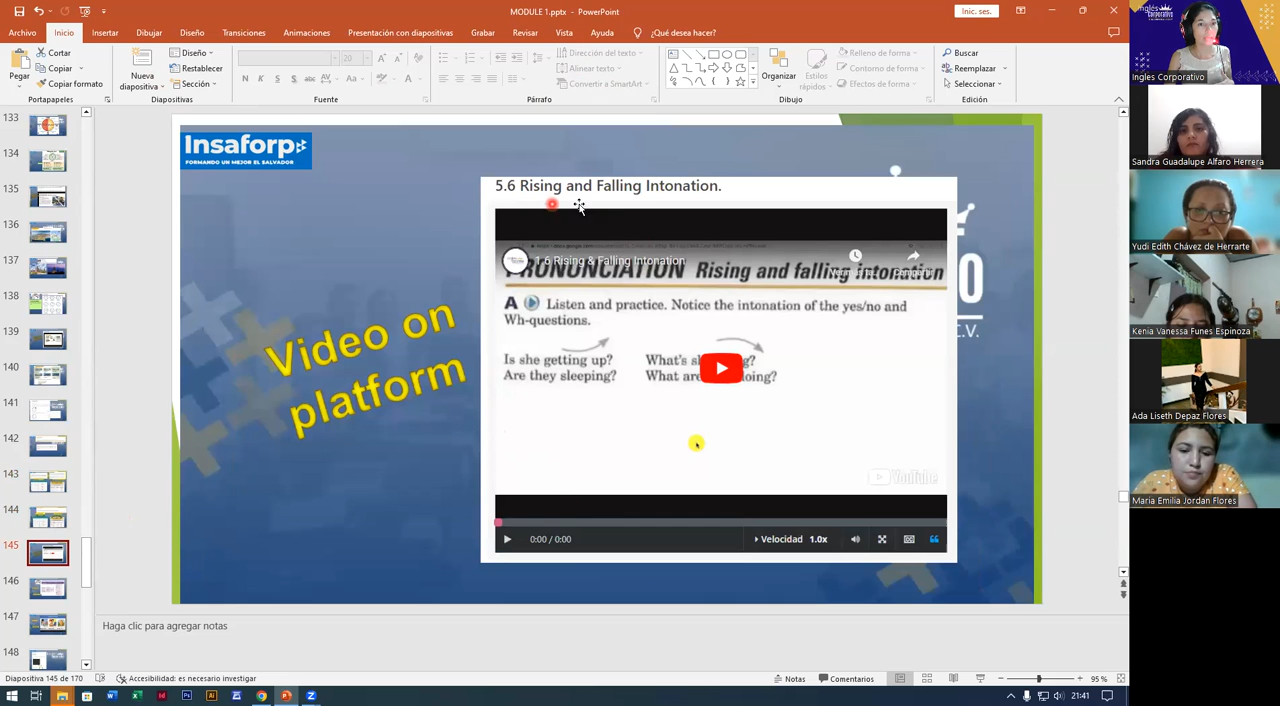 MODULE 1.pptx - PowerPoint
Inic. ses.
Archivo Inicio Insertar Dibujar Diseño Transiciones Animaciones Presentación con diapositivas Grabar Revisar Vista Ayuda ¿Qué desea hacer?
Pegar
Cortar
Copiar
Copiar formato
Portapapeles
Nueva diapositiva
Diseño
Restablecer
Sección
Diapositivas
20
N K S S abc AV Aa A
Fuente
Dirección del texto
Alinear texto
Convertir a SmartArt
Párrafo
Organizar
Estilos rápidos
Relleno de forma
Contorno de forma
Efectos de forma
Dibujo
Buscar
Reemplazar
Seleccionar
Edición
133
134
135
136
137
138
139
140
141
142
143
144
145
146
147
148
Insaforp
FORMANDO UN MEJOR EL SALVADOR
Video on
platform
5.6 Rising and Falling Intonation.
1.6 Rising & Falling Intonation
RONUNCIATION Rising and falling intonation
Compartir
A Listen and practice. Notice the intonation of the yes/no and
Wh-questions.
Is she getting up?
Are they sleeping?
YouTube
0:00 / 0:00
Velocidad 1.0x
C.V.
Haga clic para agregar notas
Diapositiva 145 de 170
Accesibilidad: es necesario investigar
Notas
Comentarios
95 %
21:41
Ingles Corporativo
Sandra Guadalupe Alfaro Herrera
Yudi Edith Chávez de Herrarte
Kenia Vanessa Funes Espinoza
Ada Liseth Depaz Flores
Maria Emilia Jordan Flores